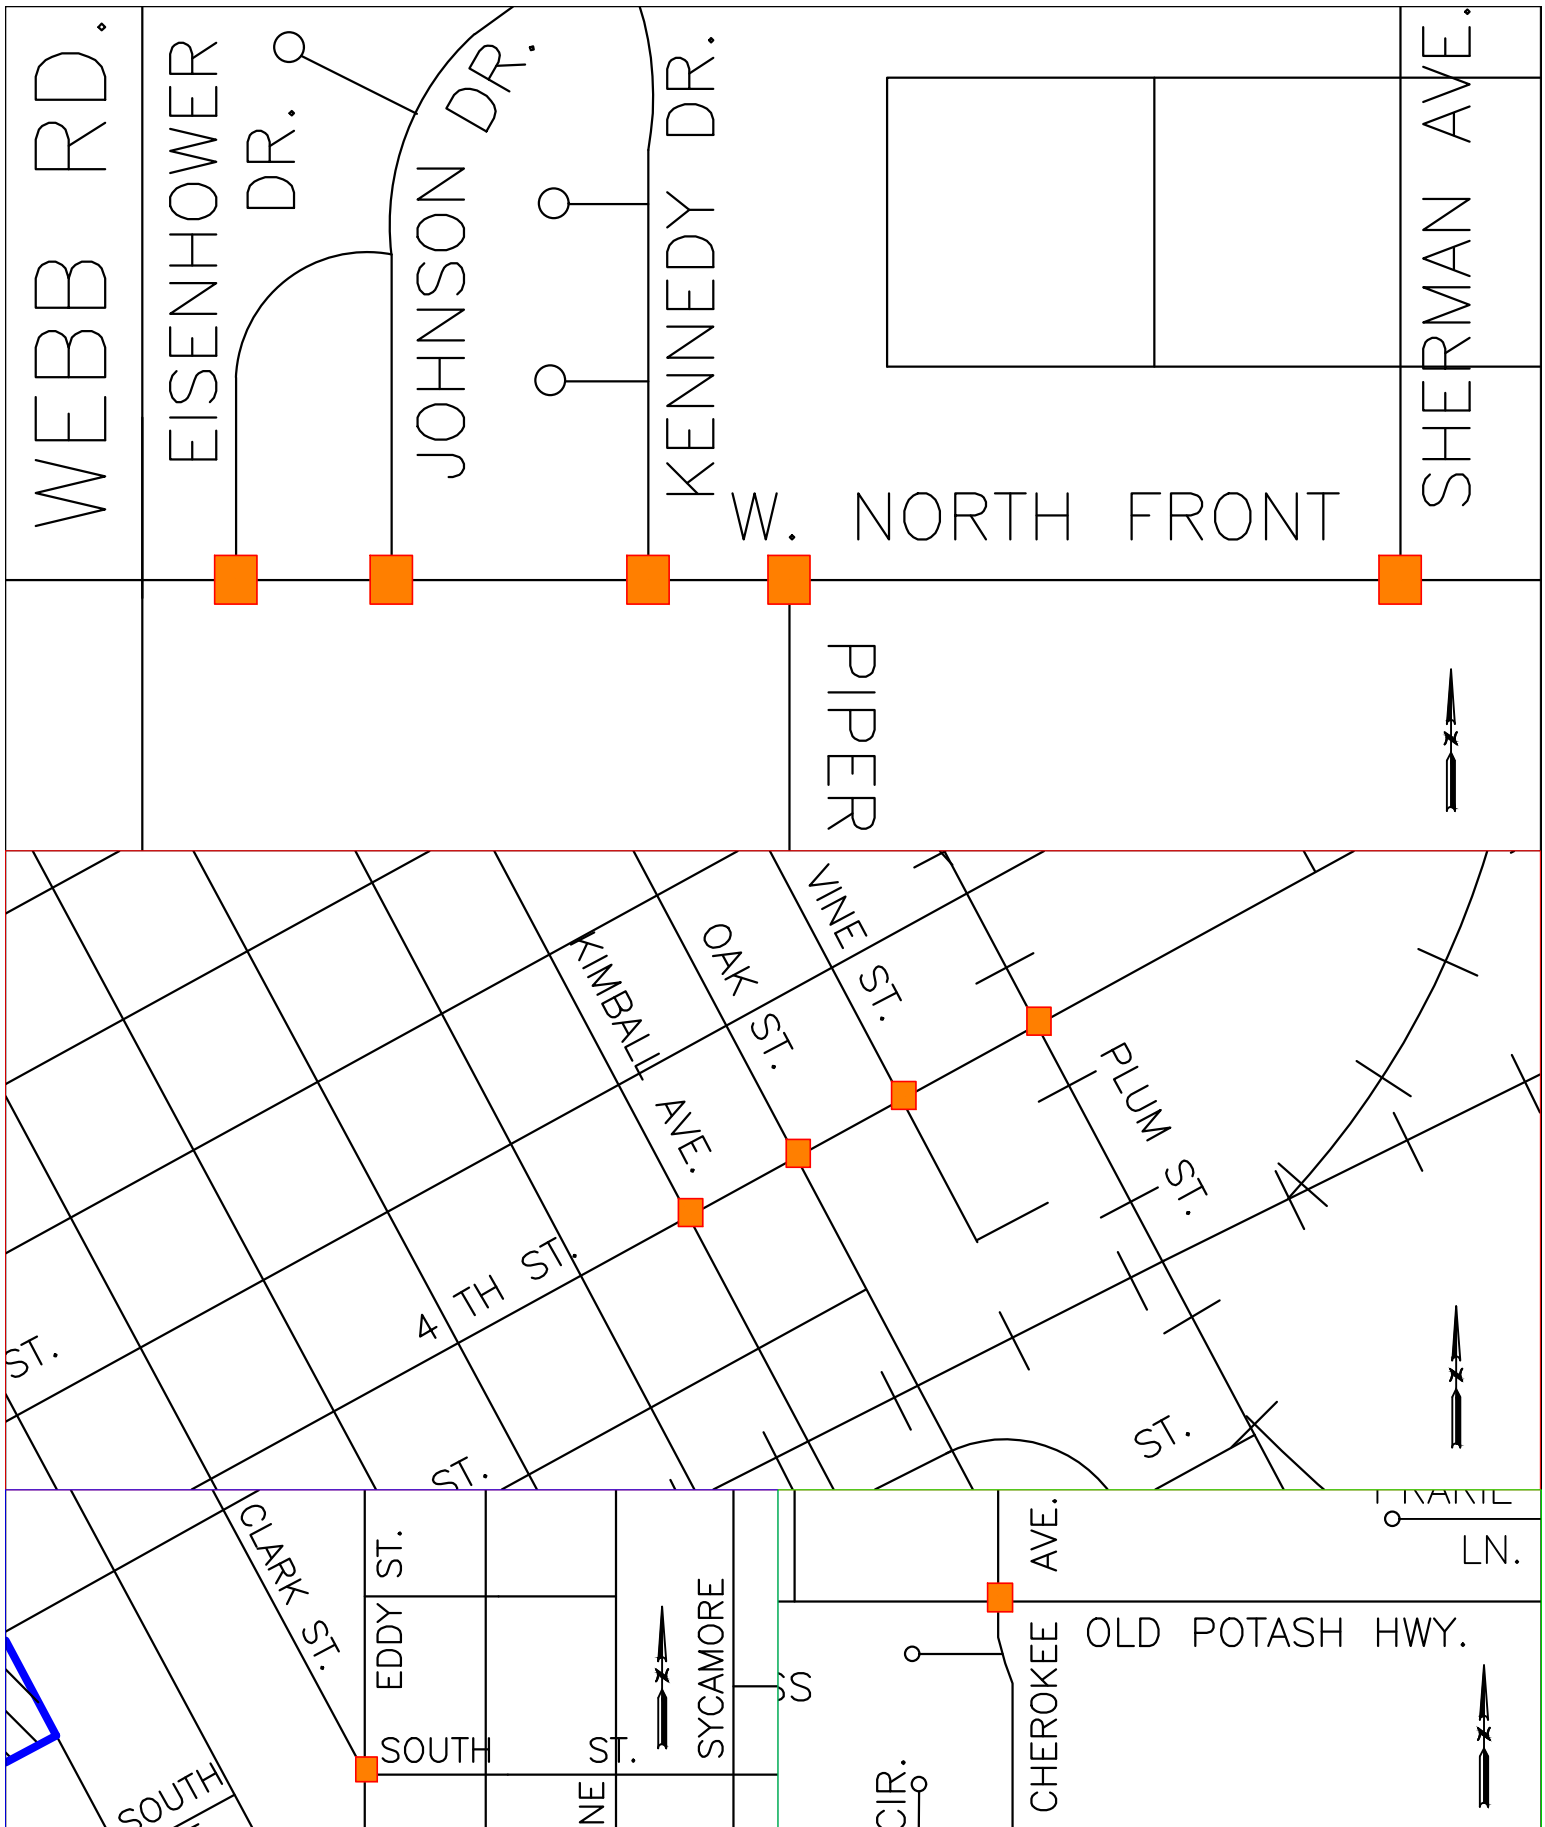 WEBB RD.
EISENHOWER
DR.
JOHNSON DR.
KENNEDY DR.
SHERMAN AVE.
W. NORTH FRONT
PIPER
N
KIMBALL AVE.
OAK ST.
VINE ST.
PLUM ST.
4 TH ST.
ST.
ST.
ST.
N
CLARK ST.
EDDY ST.
SYCAMORE
SOUTH ST.
SOUTH
NE
N
AVE.
CHEROKEE
OLD POTASH HWY.
LN.
SS
CIR.
N